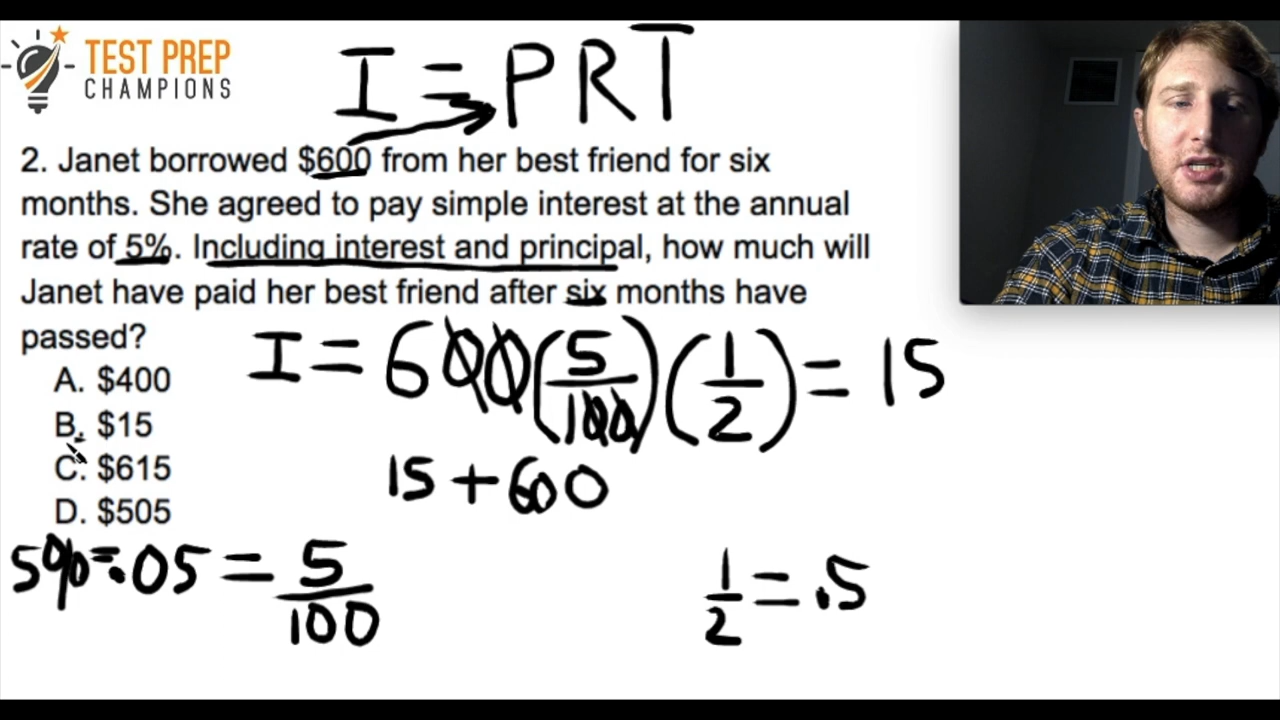 TEST PREP
CHAMPIONS
I = PRT
2. Janet borrowed $600 from her best friend for six
months. She agreed to pay simple interest at the annual
rate of 5%. Including interest and principal, how much will
Janet have paid her best friend after six months have
passed?
I = 600(5/100)(1/2) = 15
A. $400
B. $15
C. $615
D. $505
15 + 600
5% = .05 = 5/100
1/2 = .5